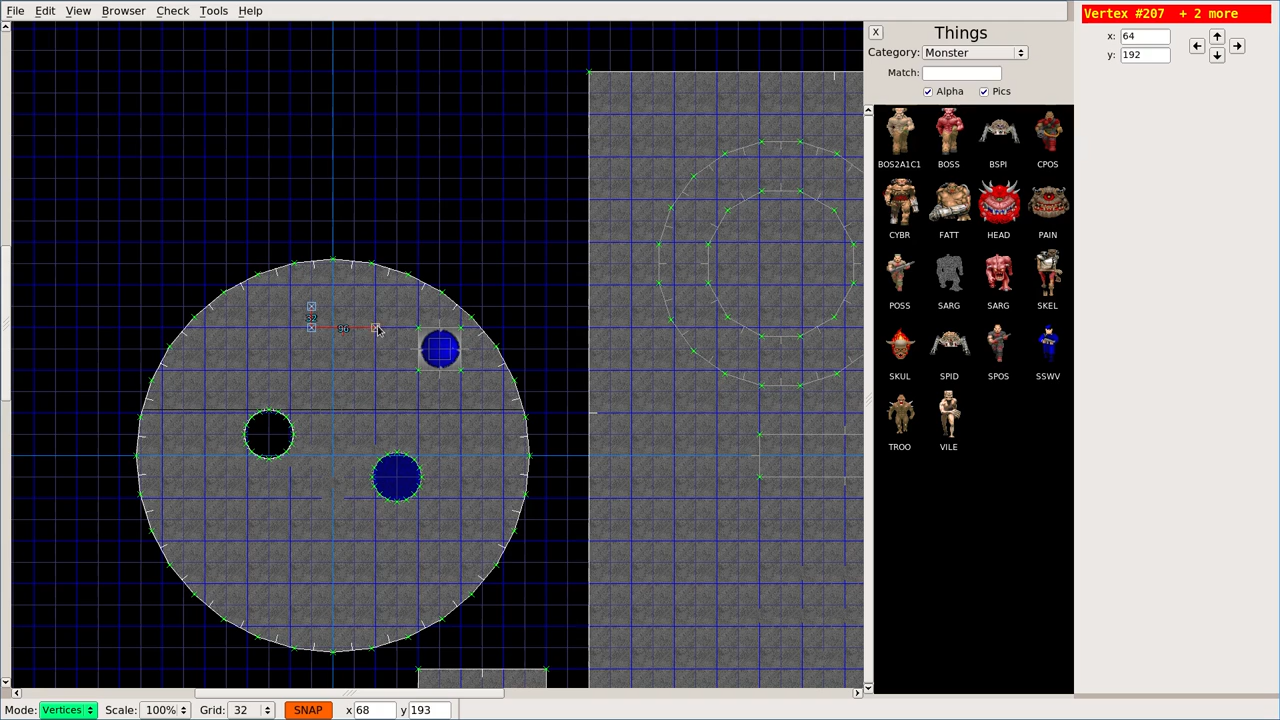 File Edit View Browser Check Tools Help
Vertex #207 + 2 more
x: 64
y: 192
X Things
Category: Monster
Match:
Alpha Pics
BOS2A1C1 BOSS BSPI CPOS
CYBR FATT HEAD PAIN
POSS SARG SARG SKEL
SKUL SPID SPOS SSWV
TROO VILE
32
96
Mode: Vertices Scale: 100% Grid: 32 SNAP x 68 y 193